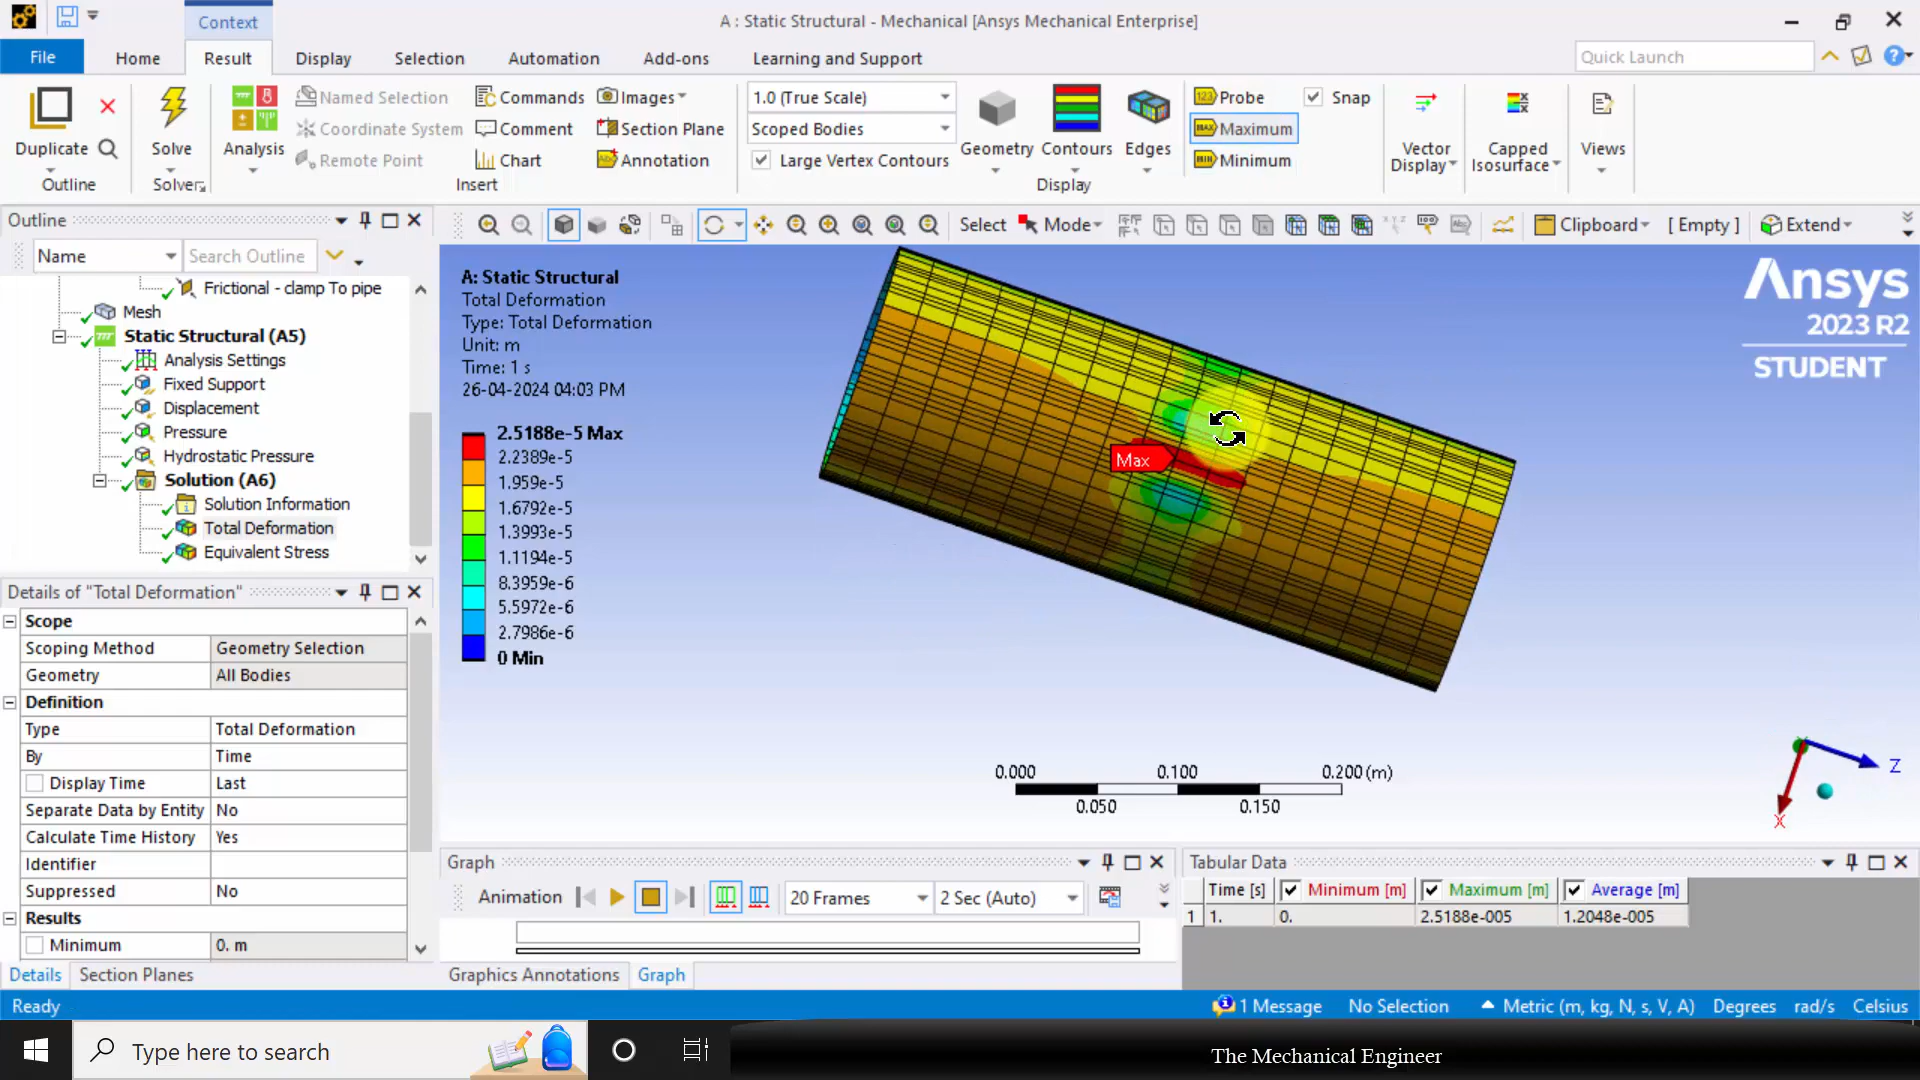 Context
A : Static Structural - Mechanical [Ansys Mechanical Enterprise]
File Home Result Display Selection Automation Add-ons Learning and Support Quick Launch
Duplicate Solve Analysis Named Selection Commands Images 1.0 (True Scale) Geometry Contours Edges Probe Snap Vector Display Capped Isosurface Views
Coordinate System Comment Section Plane Scoped Bodies Maximum
Remote Point Chart Annotation Large Vertex Contours Minimum
Outline Solver Insert Display
Outline
Name Search Outline
Select Mode Clipboard [ Empty ] Extend
Frictional - clamp To pipe
Mesh
Static Structural (A5)
Analysis Settings
Fixed Support
Displacement
Pressure
Hydrostatic Pressure
Solution (A6)
Solution Information
Total Deformation
Equivalent Stress
A: Static Structural
Total Deformation
Type: Total Deformation
Unit: m
Time: 1 s
26-04-2024 04:03 PM
2.5188e-5 Max
2.2389e-5
1.959e-5
1.6792e-5
1.3993e-5
1.1194e-5
8.3959e-6
5.5972e-6
2.7986e-6
0 Min
Max
Ansys
2023 R2
STUDENT
0.000 0.100 0.200 (m)
0.050 0.150
Z
X
Details of "Total Deformation"
Scope
Scoping Method Geometry Selection
Geometry All Bodies
Definition
Type Total Deformation
By Time
Display Time Last
Separate Data by Entity No
Calculate Time History Yes
Identifier
Suppressed No
Results
Minimum 0. m
Details Section Planes
Graph
Animation 20 Frames 2 Sec (Auto)
Graphics Annotations Graph
Tabular Data
Time [s] Minimum [m] Maximum [m] Average [m]
1 1. 0. 2.5188e-005 1.2048e-005
Ready 1 Message No Selection Metric (m, kg, N, s, V, A) Degrees rad/s Celsius
Type here to search
The Mechanical Engineer